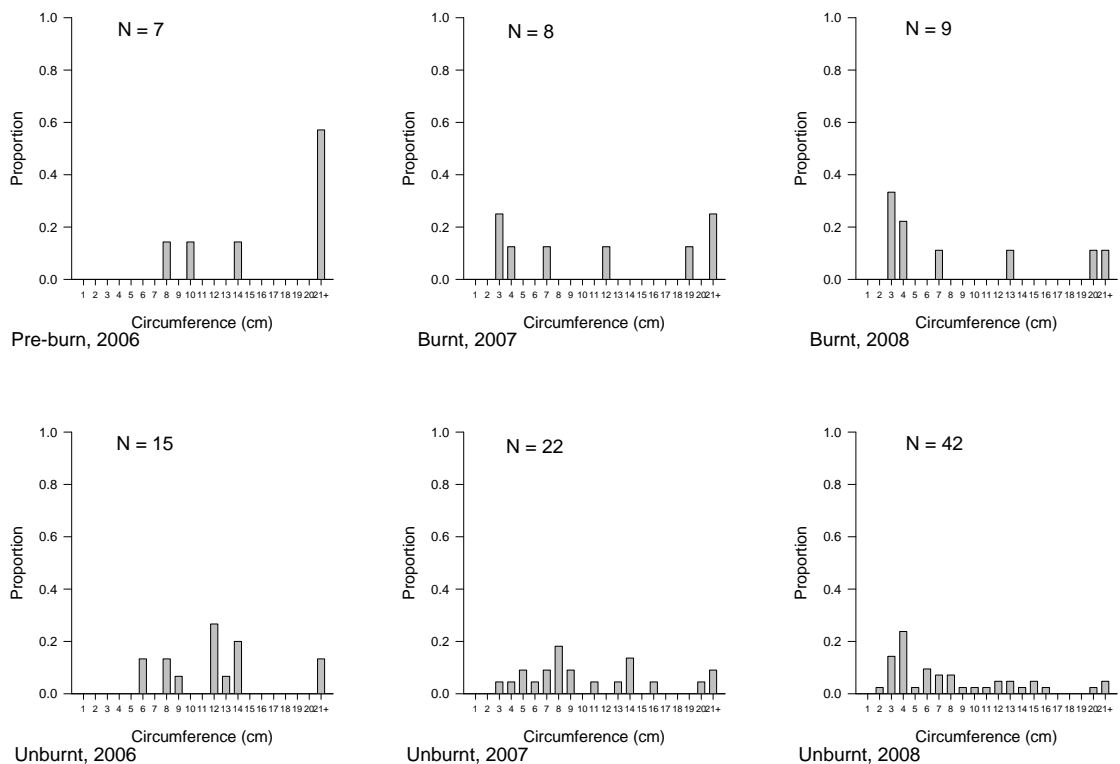 N = 7
1.0
0.8
0.6
0.4
0.2
0.0
Proportion
1 2 3 4 5 6 7 8 9 10 11 12 13 14 15 16 17 18 19 20 21+
Circumference (cm)
Pre-burn, 2006
N = 8
1.0
0.8
0.6
0.4
0.2
0.0
Proportion
1 2 3 4 5 6 7 8 9 10 11 12 13 14 15 16 17 18 19 20 21+
Circumference (cm)
Burnt, 2007
N = 9
1.0
0.8
0.6
0.4
0.2
0.0
Proportion
1 2 3 4 5 6 7 8 9 10 11 12 13 14 15 16 17 18 19 20 21+
Circumference (cm)
Burnt, 2008
N = 15
1.0
0.8
0.6
0.4
0.2
0.0
Proportion
1 2 3 4 5 6 7 8 9 10 11 12 13 14 15 16 17 18 19 20 21+
Circumference (cm)
Unburnt, 2006
N = 22
1.0
0.8
0.6
0.4
0.2
0.0
Proportion
1 2 3 4 5 6 7 8 9 10 11 12 13 14 15 16 17 18 19 20 21+
Circumference (cm)
Unburnt, 2007
N = 42
1.0
0.8
0.6
0.4
0.2
0.0
Proportion
1 2 3 4 5 6 7 8 9 10 11 12 13 14 15 16 17 18 19 20 21+
Circumference (cm)
Unburnt, 2008